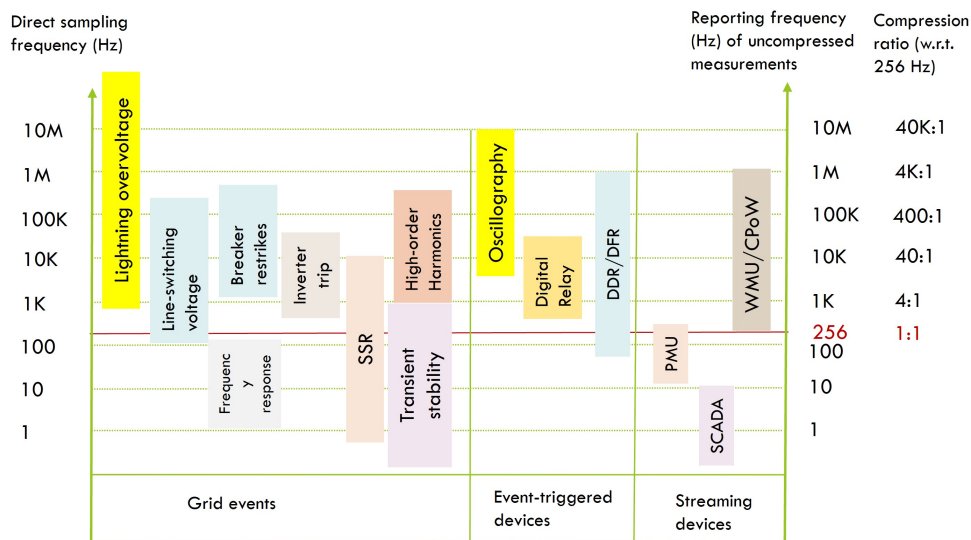 Direct sampling
frequency (Hz)
Reporting frequency
(Hz) of uncompressed
measurements
Compression
ratio (w.r.t.
256 Hz)
10M
1M
100K
10K
1K
100
10
1
Lightning overvoltage
Line-switching
voltage
Breaker
restrikes
Frequenc
y
response
Inverter
trip
SSR
High-order
Harmonics
Transient
stability
Oscillography
Digital
Relay
DDR/DFR
PMU
SCADA
WMU/CPoW
10M
1M
100K
10K
1K
256
100
10
1
40K:1
4K:1
400:1
40:1
4:1
1:1
Grid events
Event-triggered
devices
Streaming
devices